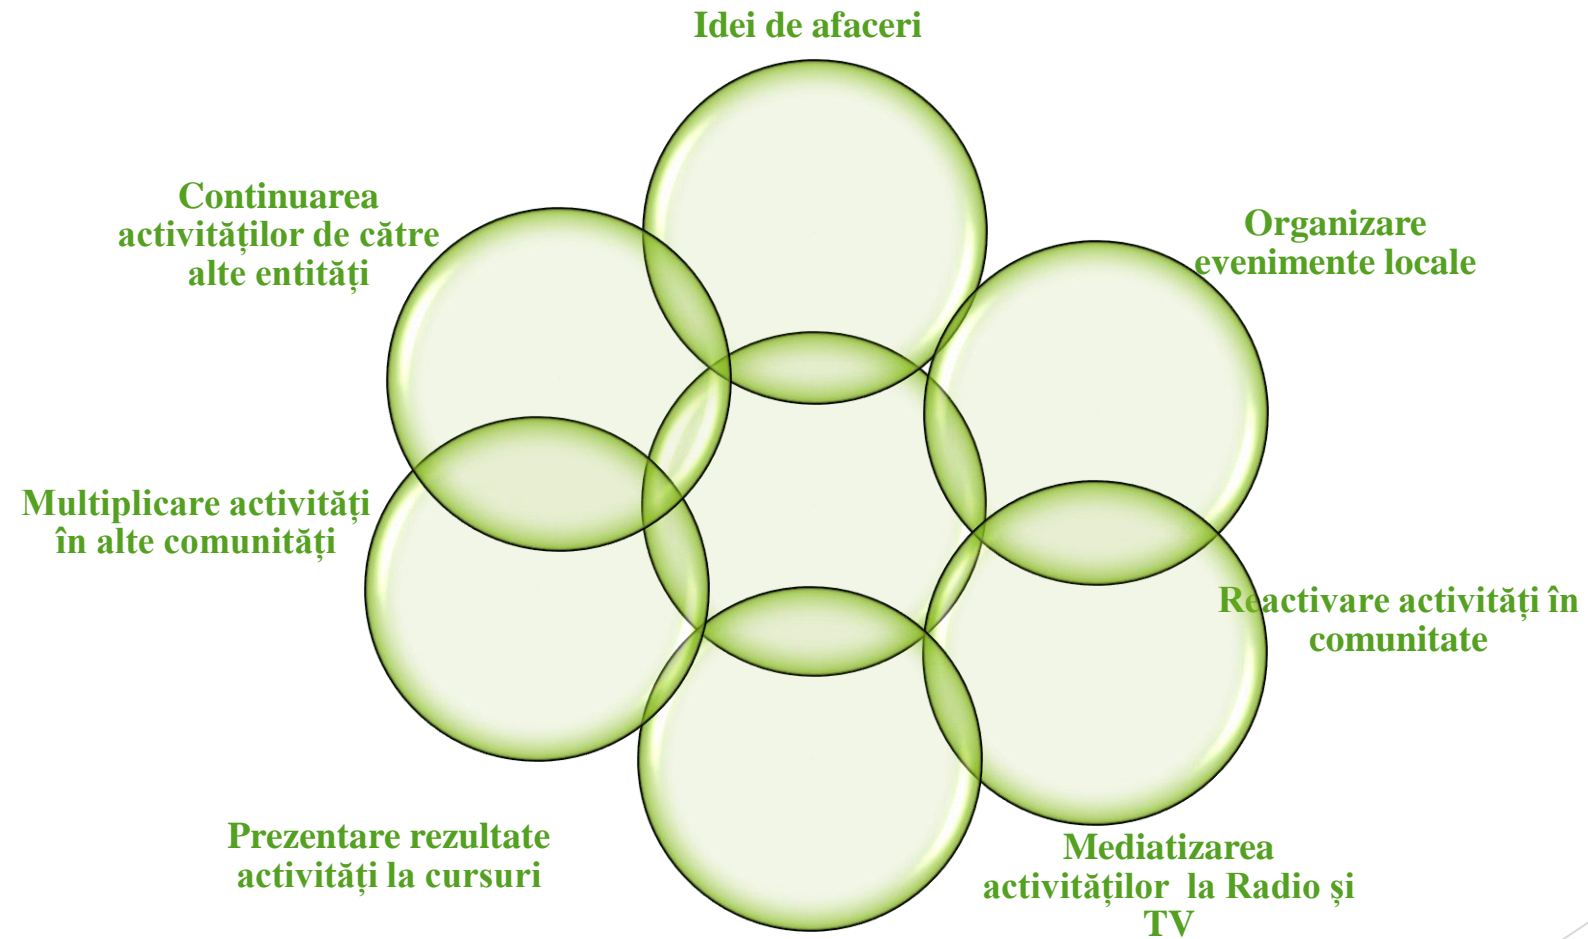 Idei de afaceri
Continuarea
activităților de către
alte entități
Organizare
evenimente locale
Multiplicare activități
în alte comunități
Reactivare activități în
comunitate
Prezentare rezultate
activități la cursuri
Mediatizarea
activităților  la Radio și
TV